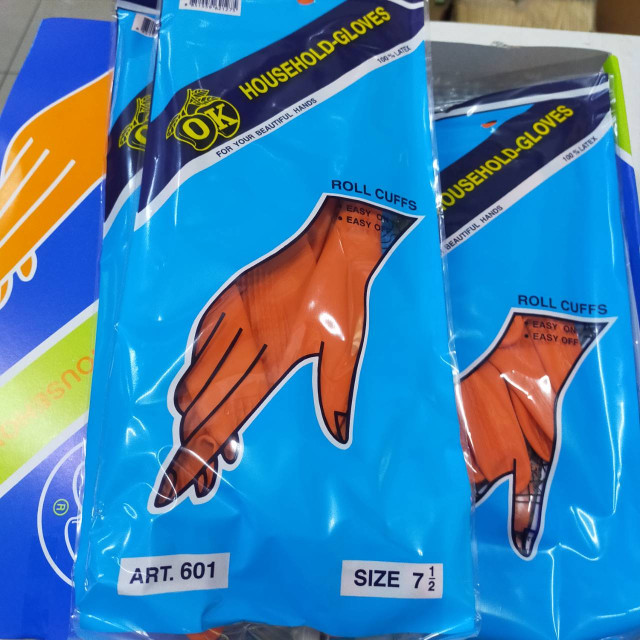 OK
HOUSEHOLD-GLOVES
100% LATEX
FOR YOUR BEAUTIFUL HANDS
ROLL CUFFS
• EASY ON
• EASY OFF
ART. 601
SIZE 7 1/2
OUSEHOLD-GLOVES
100% LATEX
BEAUTIFUL HANDS
ROLL CUFFS
• EASY ON
• EASY OFF
®